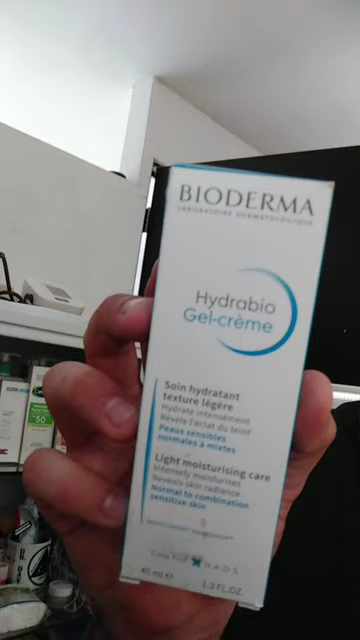 BIODERMA
LABORATOIRE DERMATOLOGIQUE
Hydrabio
Gel-crème
Soin hydratant
texture légère
Hydrate intensément
Révèle l'éclat du teint
Peaux sensibles
normales à mixtes
Light moisturising care
Intensely moisturises
Reveals skin radiance
Normal to combination
sensitive skin
NAOS
40 ml e
1.3 FL.OZ.
50